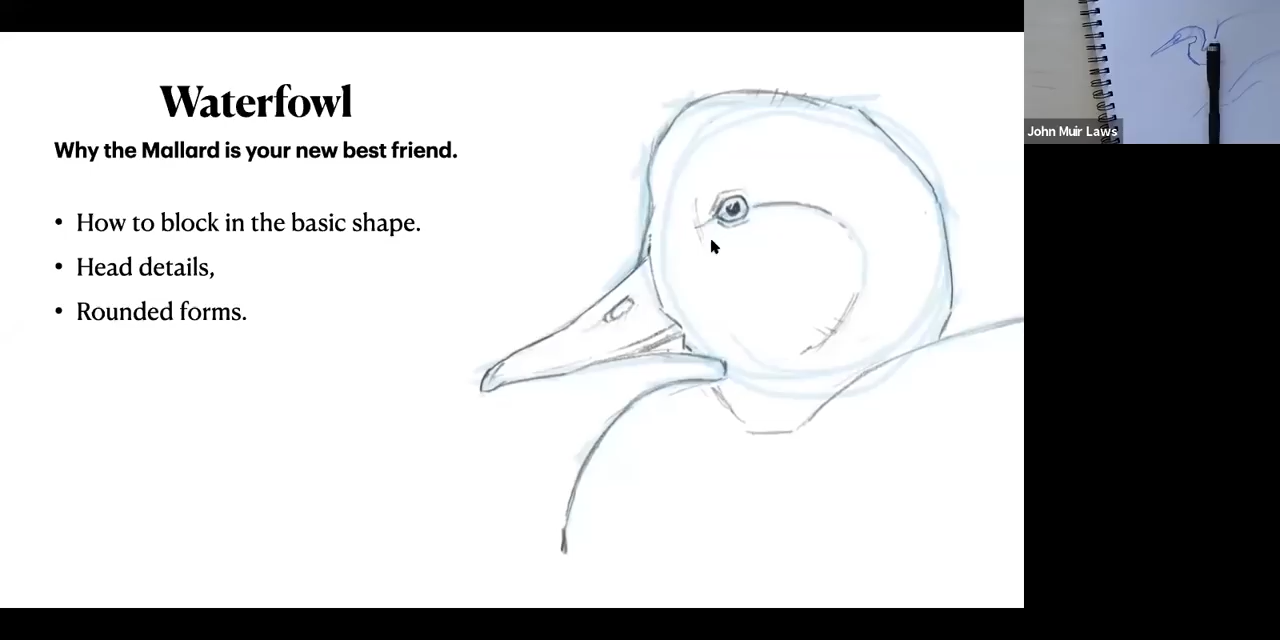 Waterfowl
Why the Mallard is your new best friend.
• How to block in the basic shape.
• Head details,
• Rounded forms.
John Muir Laws